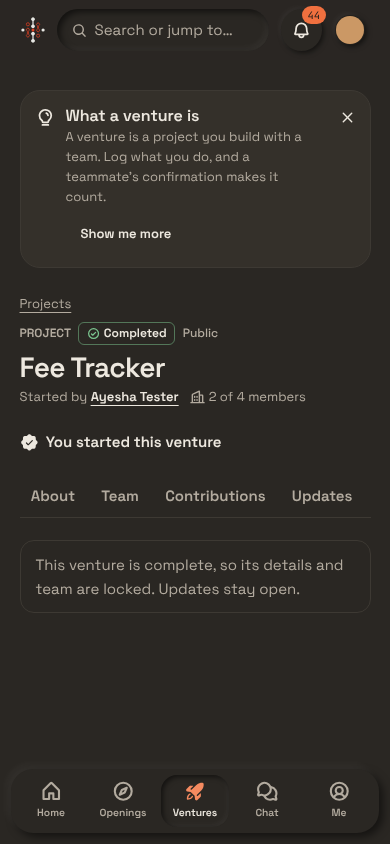 Search or jump to...
44
What a venture is
A venture is a project you build with a
team. Log what you do, and a
teammate's confirmation makes it
count.
Show me more
Projects
PROJECT Completed Public
Fee Tracker
Started by Ayesha Tester 2 of 4 members
You started this venture
About Team Contributions Updates
This venture is complete, so its details and
team are locked. Updates stay open.
Home Openings Ventures Chat Me